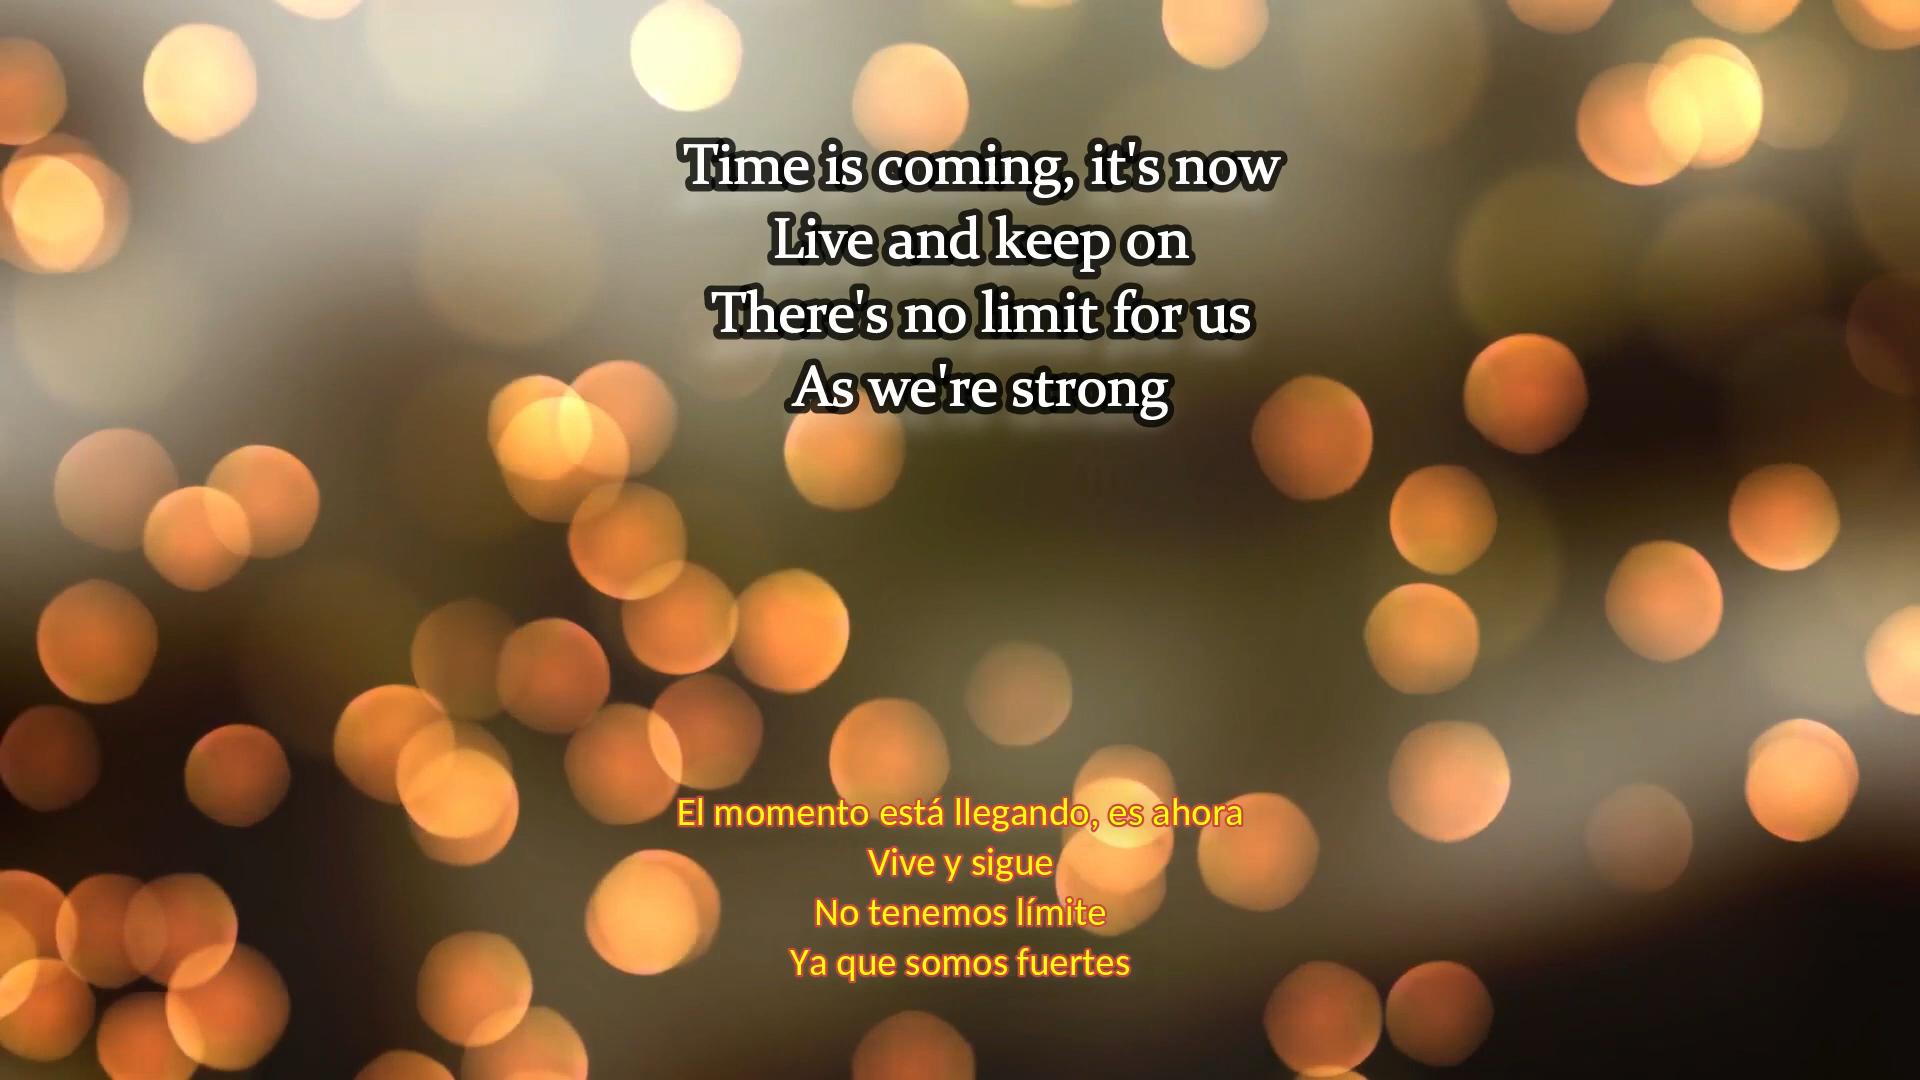 Time is coming, it's now
Live and keep on
There's no limit for us
As we're strong
El momento está llegando, es ahora
Vive y sigue
No tenemos límite
Ya que somos fuertes